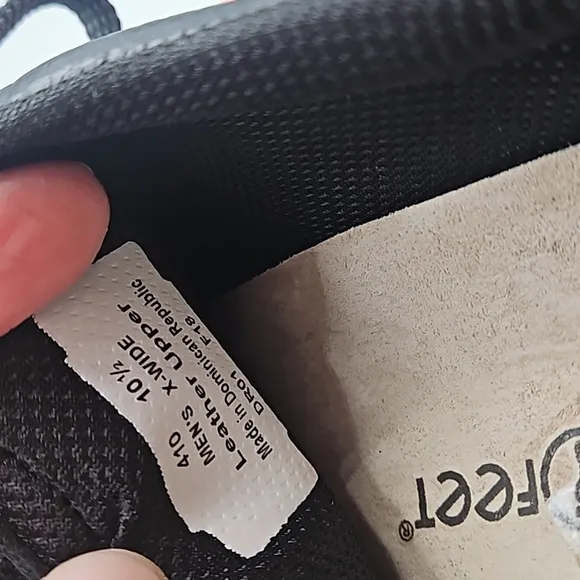 410 10½
MEN'S X-WIDE
Leather Upper
Made in Dominican Republic
DR01 F18
Feet®